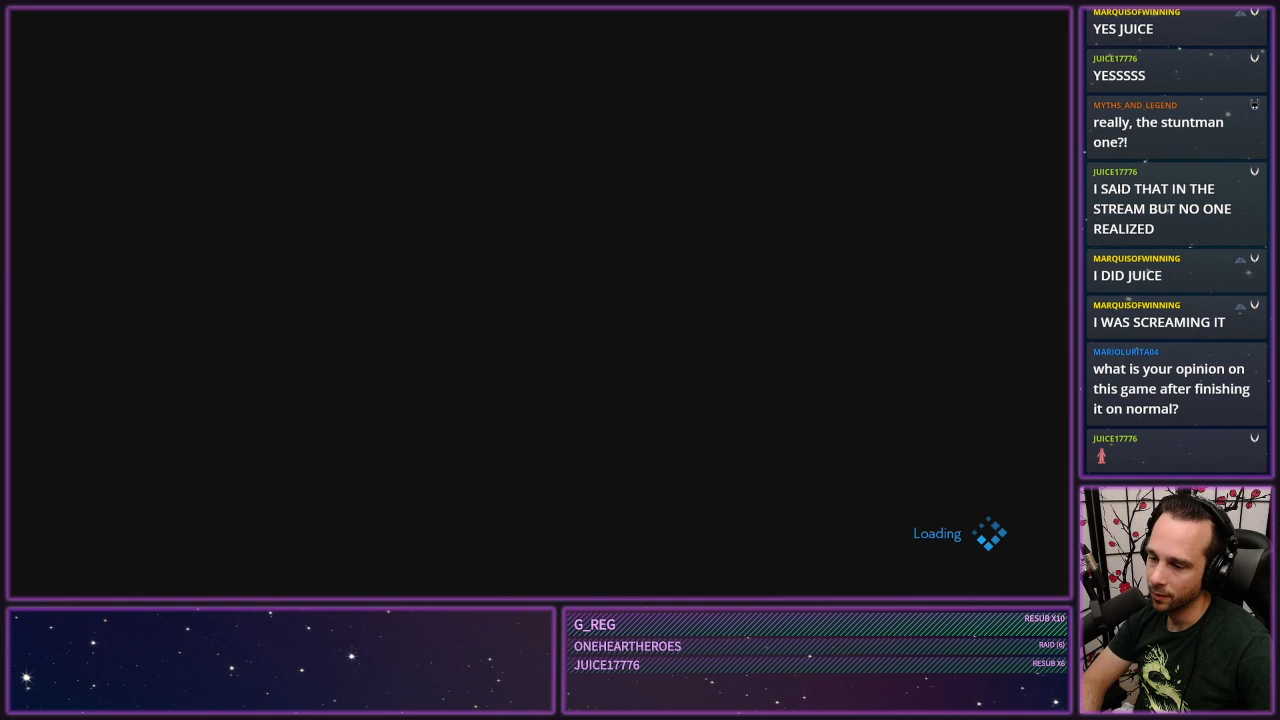 MARQUISOFWINNING
YES JUICE
JUICE17776
YESSSSS
MYTHS_AND_LEGEND
really, the stuntman
one?!
JUICE17776
I SAID THAT IN THE
STREAM BUT NO ONE
REALIZED
MARQUISOFWINNING
I DID JUICE
MARQUISOFWINNING
I WAS SCREAMING IT
MARIOLURITA04
what is your opinion on
this game after finishing
it on normal?
JUICE17776
Loading
G_REG RESUB X10
ONEHEARTHEROES RAID (6)
JUICE17776 RESUB X6